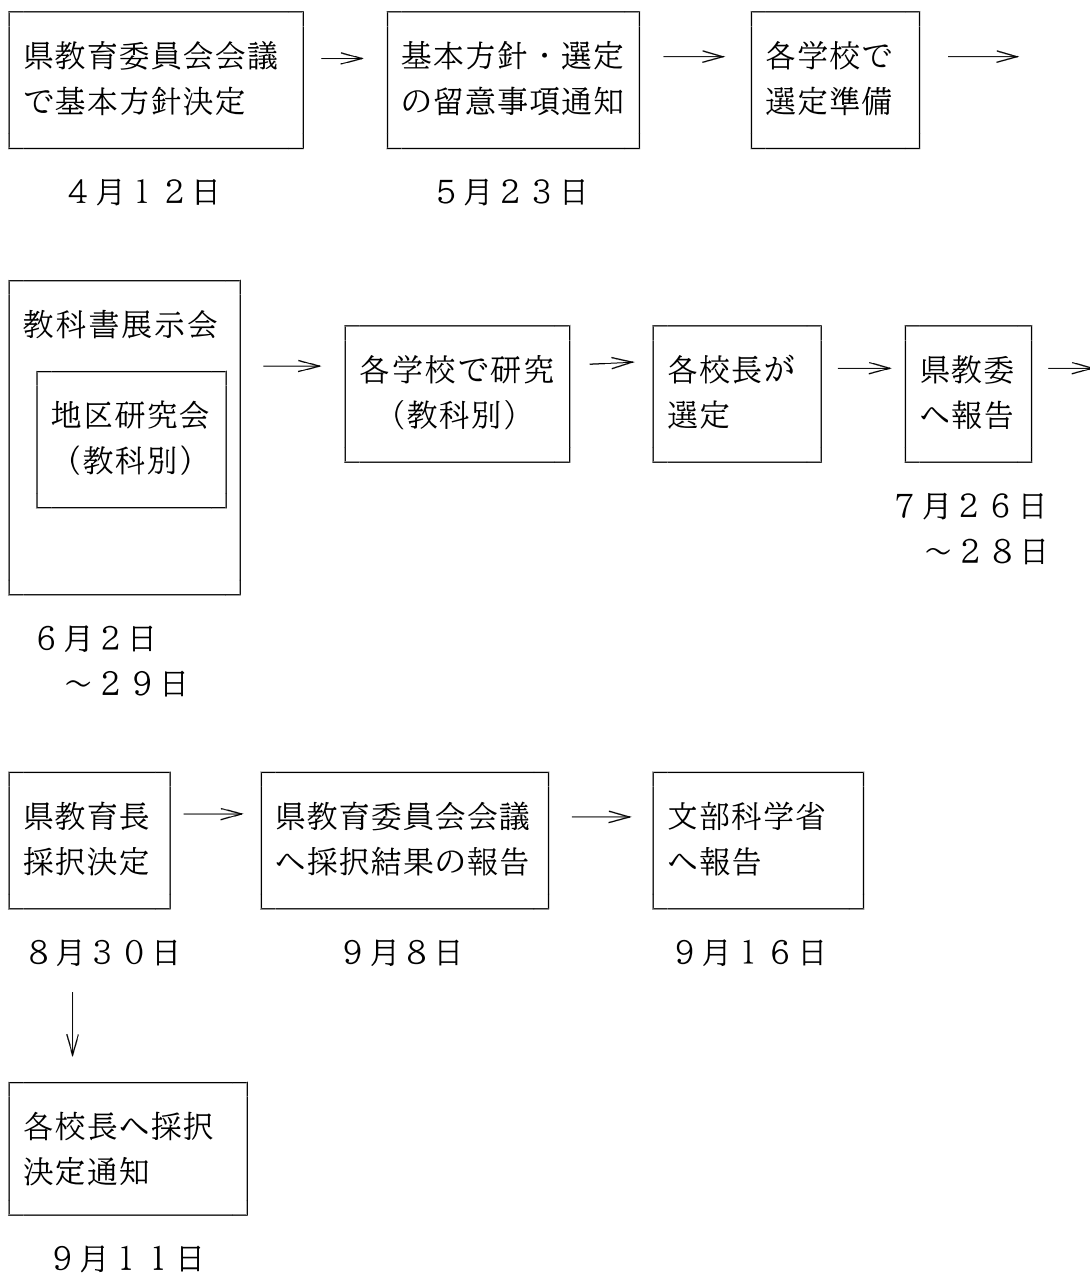 県教育委員会会議
で基本方針決定
４月１２日
基本方針・選定
の留意事項通知
５月２３日
各学校で
選定準備
教科書展示会
地区研究会
（教科別）
６月２日
～２９日
各学校で研究
（教科別）
各校長が
選定
県教委
へ報告
７月２６日
～２８日
県教育長
採択決定
８月３０日
県教育委員会会議
へ採択結果の報告
９月８日
文部科学省
へ報告
９月１６日
各校長へ採択
決定通知
９月１１日